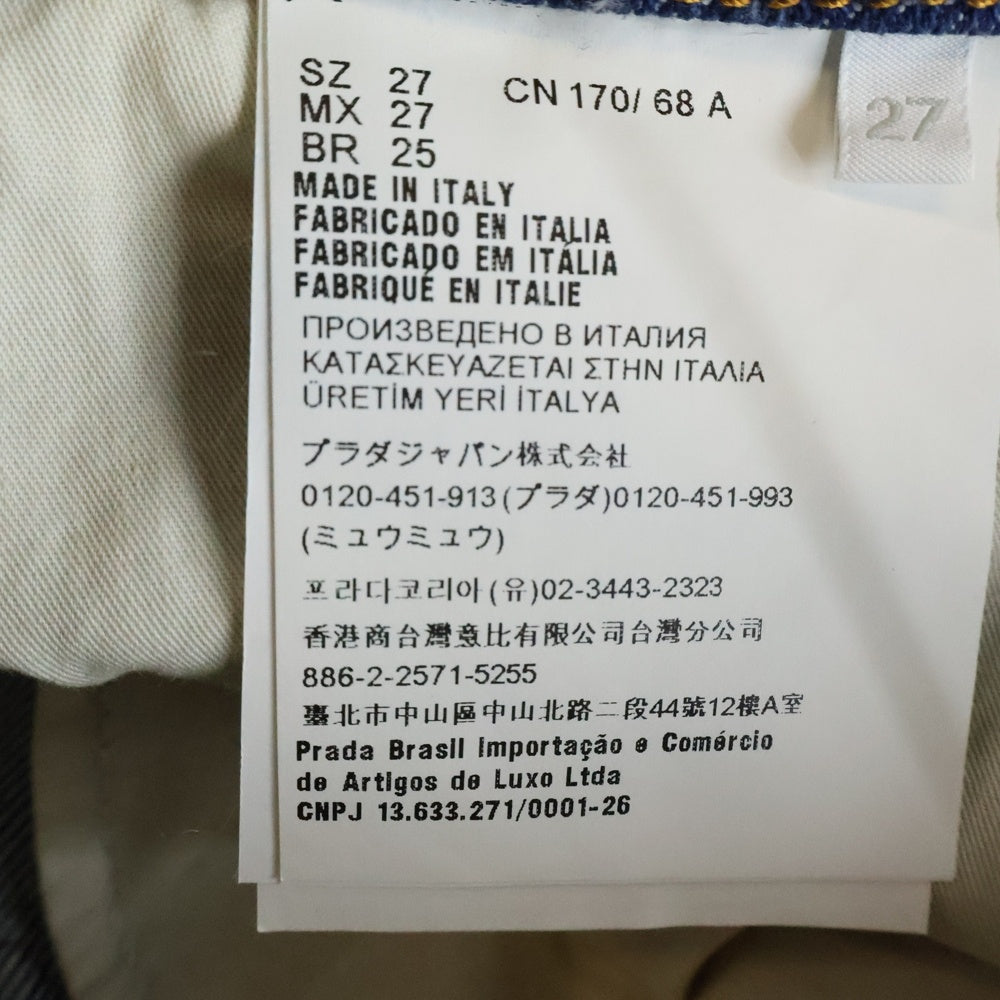 SZ 27 CN 170/ 68 A
MX 27
BR 25
27
MADE IN ITALY
FABRICADO EN ITALIA
FABRICADO EM ITÁLIA
FABRIQUÉ EN ITALIE
ПРОИЗВЕДЕНО В ИТАЛИЯ
ΚΑΤΑΣΚΕΥΑΖΕΤΑΙ ΣΤΗΝ ΙΤΑΛΙΑ
ÜRETİM YERİ İTALYA
プラダジャパン株式会社
0120-451-913(プラダ)0120-451-993
(ミュウミュウ)
프라다코리아(유)02-3443-2323
香港商台灣意比有限公司台灣分公司
886-2-2571-5255
臺北市中山區中山北路二段44號12樓A室
Prada Brasil Importação e Comércio
de Artigos de Luxo Ltda
CNPJ 13.633.271/0001-26